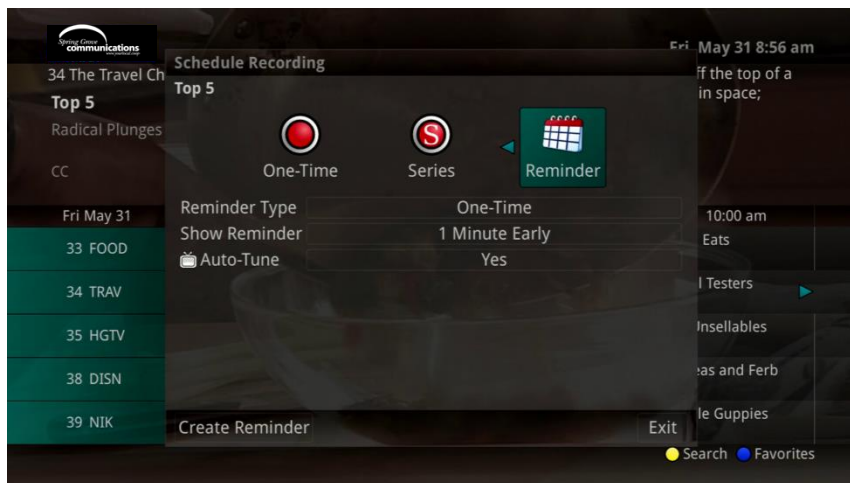 Spring Grove
communications
Fri May 31 8:56 am
34 The Travel Ch
Top 5
Radical Plunges
CC
ff the top of a
in space;
Schedule Recording
Top 5
S
One-Time Series Reminder
Reminder Type One-Time
Show Reminder 1 Minute Early
Auto-Tune Yes
Fri May 31 10:00 am
33 FOOD Eats
34 TRAV l Testers
35 HGTV Unsellables
38 DISN eas and Ferb
39 NIK le Guppies
Create Reminder Exit
Search Favorites